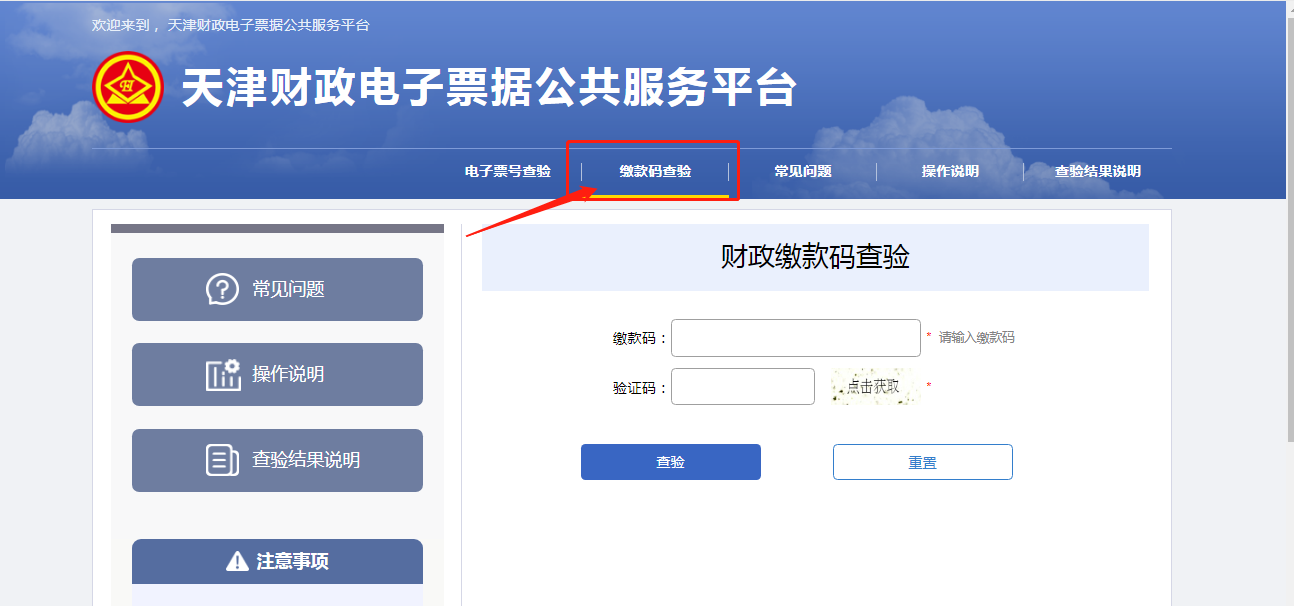 欢迎来到，天津财政电子票据公共服务平台
天津财政电子票据公共服务平台
电子票号查验 缴款码查验 常见问题 操作说明 查验结果说明
财政缴款码查验
常见问题
缴款码： * 请输入缴款码
操作说明
验证码： 点击获取 *
查验结果说明
查验 重置
注意事项